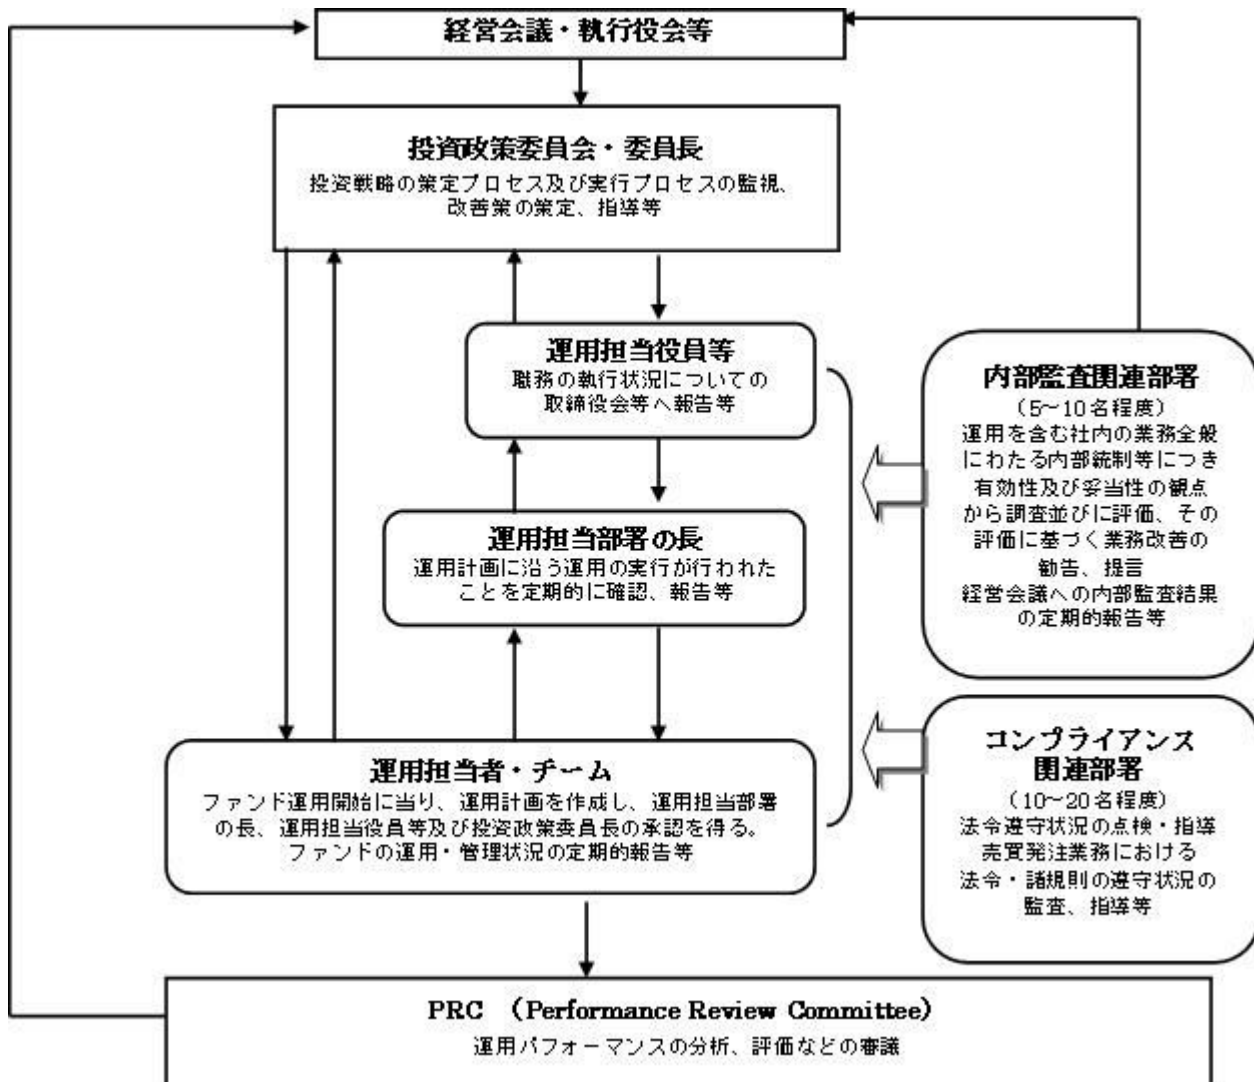 経営会議・執行役会等
投資政策委員会・委員長
投資戦略の策定プロセス及び実行プロセスの監視、
改善策の策定、指導等
運用担当役員等
職務の執行状況についての
取締役会等へ報告等
運用担当部署の長
運用計画に沿う運用の実行が行われた
ことを定期的に確認、報告等
運用担当者・チーム
ファンド運用開始に当り、運用計画を作成し、運用担当部署
の長、運用担当役員等及び投資政策委員長の承認を得る。
ファンドの運用・管理状況の定期的報告等
内部監査関連部署
（5～10名程度）
運用を含む社内の業務全般
にわたる内部統制等につき
有効性及び妥当性の観点
から調査並びに評価、その
評価に基づく業務改善の
勧告、提言
経営会議への内部監査結果
の定期的報告等
コンプライアンス
関連部署
（10～20名程度）
法令遵守状況の点検・指導
売買発注業務における
法令・諸規則の遵守状況の
監査、指導等
PRC （Performance Review Committee）
運用パフォーマンスの分析、評価などの審議